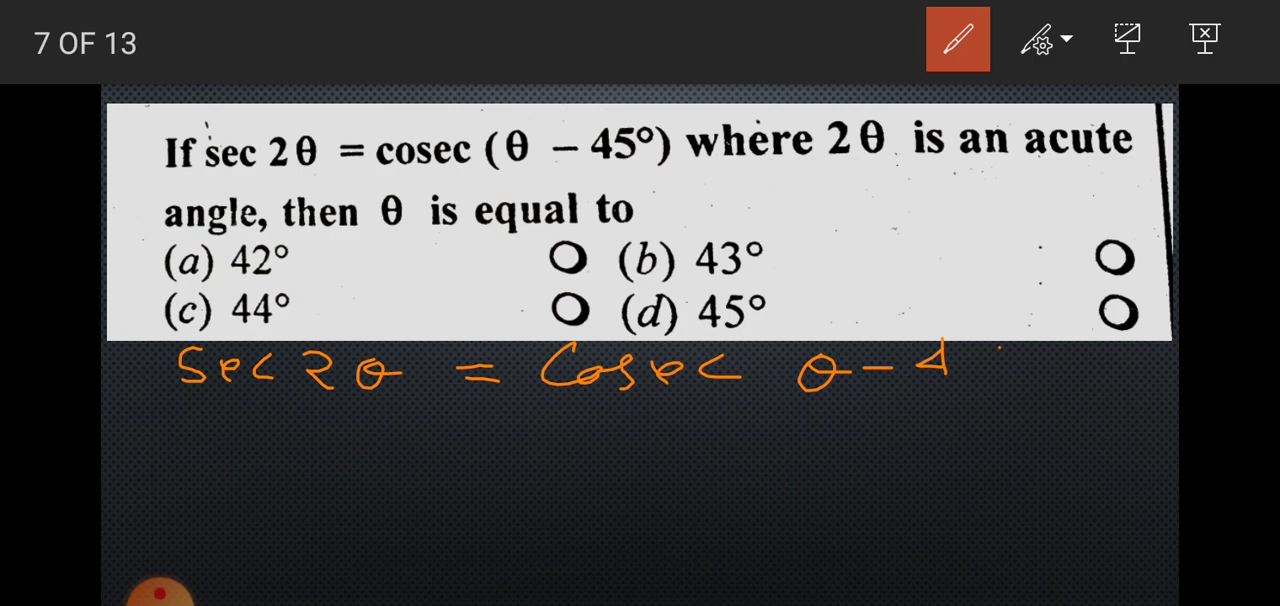 7 OF 13
If sec 2θ = cosec (θ – 45°) where 2θ is an acute
angle, then θ is equal to
(a) 42° (b) 43°
(c) 44° (d) 45°
Sec 2θ = Cosec θ - 4